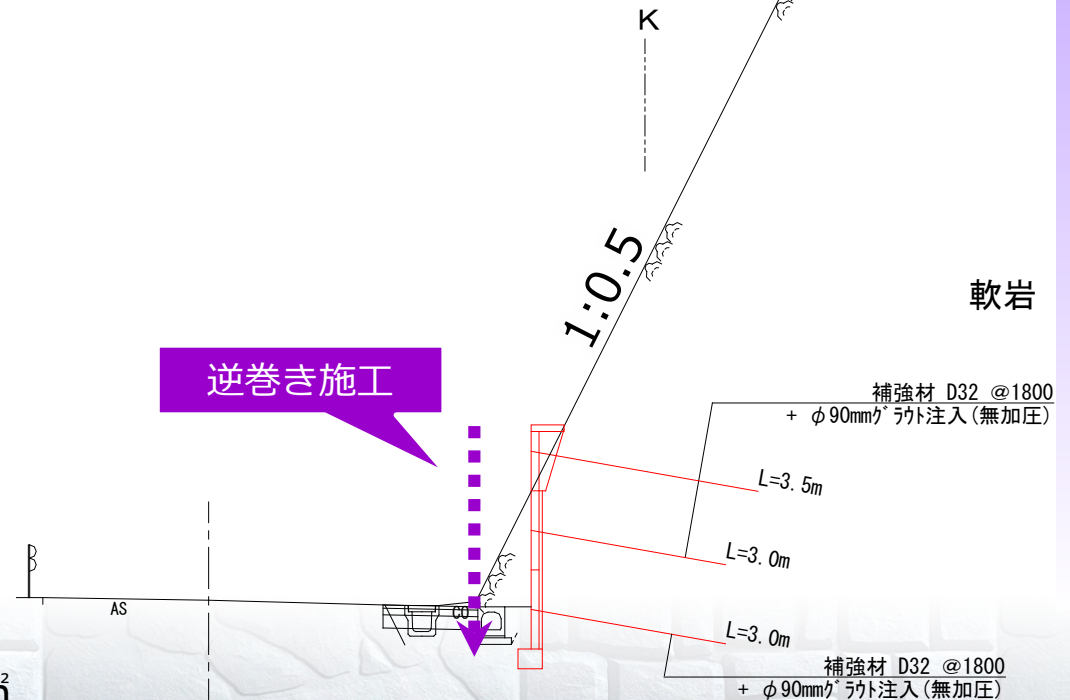 K
1:0.5
軟岩
逆巻き施工
補強材 D32 @1800
+ φ90mmｸﾞﾗｳﾄ注入(無加圧)
L=3.5m
L=3.0m
AS
CO
L=3.0m
補強材 D32 @1800
+ φ90mmｸﾞﾗｳﾄ注入(無加圧)